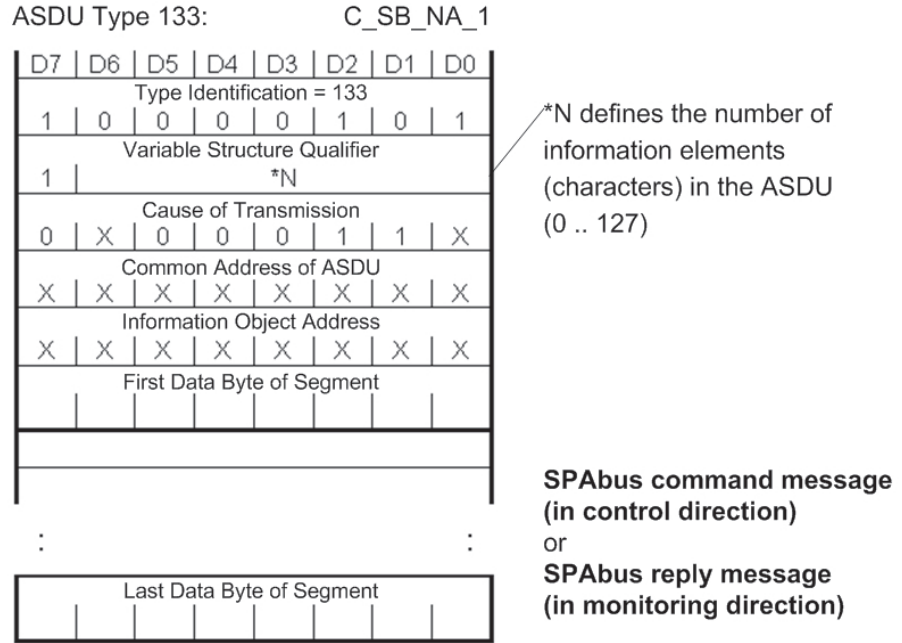 ASDU Type 133: C_SB_NA_1
D7 D6 D5 D4 D3 D2 D1 D0
Type Identification = 133
1 0 0 0 0 1 0 1
Variable Structure Qualifier
1 *N
Cause of Transmission
0 X 0 0 0 1 1 X
Common Address of ASDU
X X X X X X X X
Information Object Address
X X X X X X X X
First Data Byte of Segment
: :
Last Data Byte of Segment
*N defines the number of
information elements
(characters) in the ASDU
(0 .. 127)
SPAbus command message
(in control direction)
or
SPAbus reply message
(in monitoring direction)